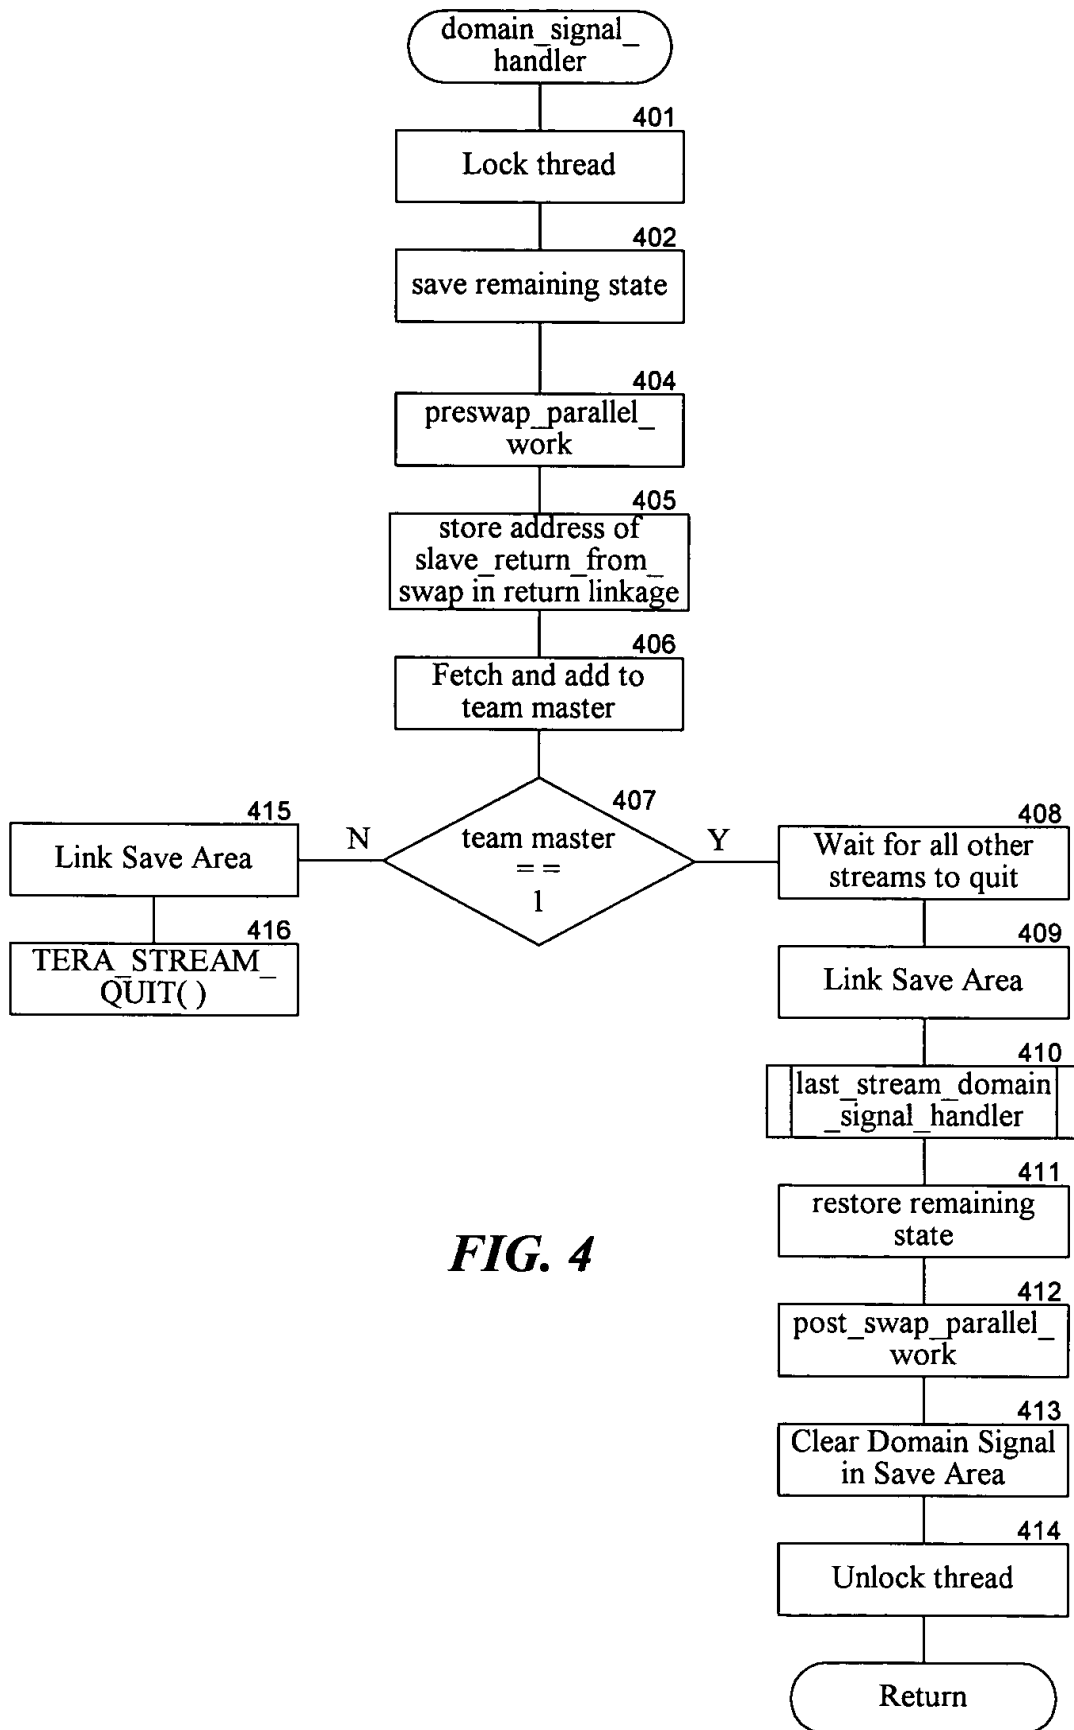 domain_signal_
handler
401
Lock thread
402
save remaining state
404
preswap_parallel_
work
405
store address of
slave_return_from_
swap in return linkage
406
Fetch and add to
team master
407
team master
= =
1
N
Y
415
Link Save Area
416
TERA_STREAM_
QUIT( )
408
Wait for all other
streams to quit
409
Link Save Area
410
last_stream_domain
_signal_handler
411
restore remaining
state
412
post_swap_parallel_
work
413
Clear Domain Signal
in Save Area
414
Unlock thread
Return
FIG. 4